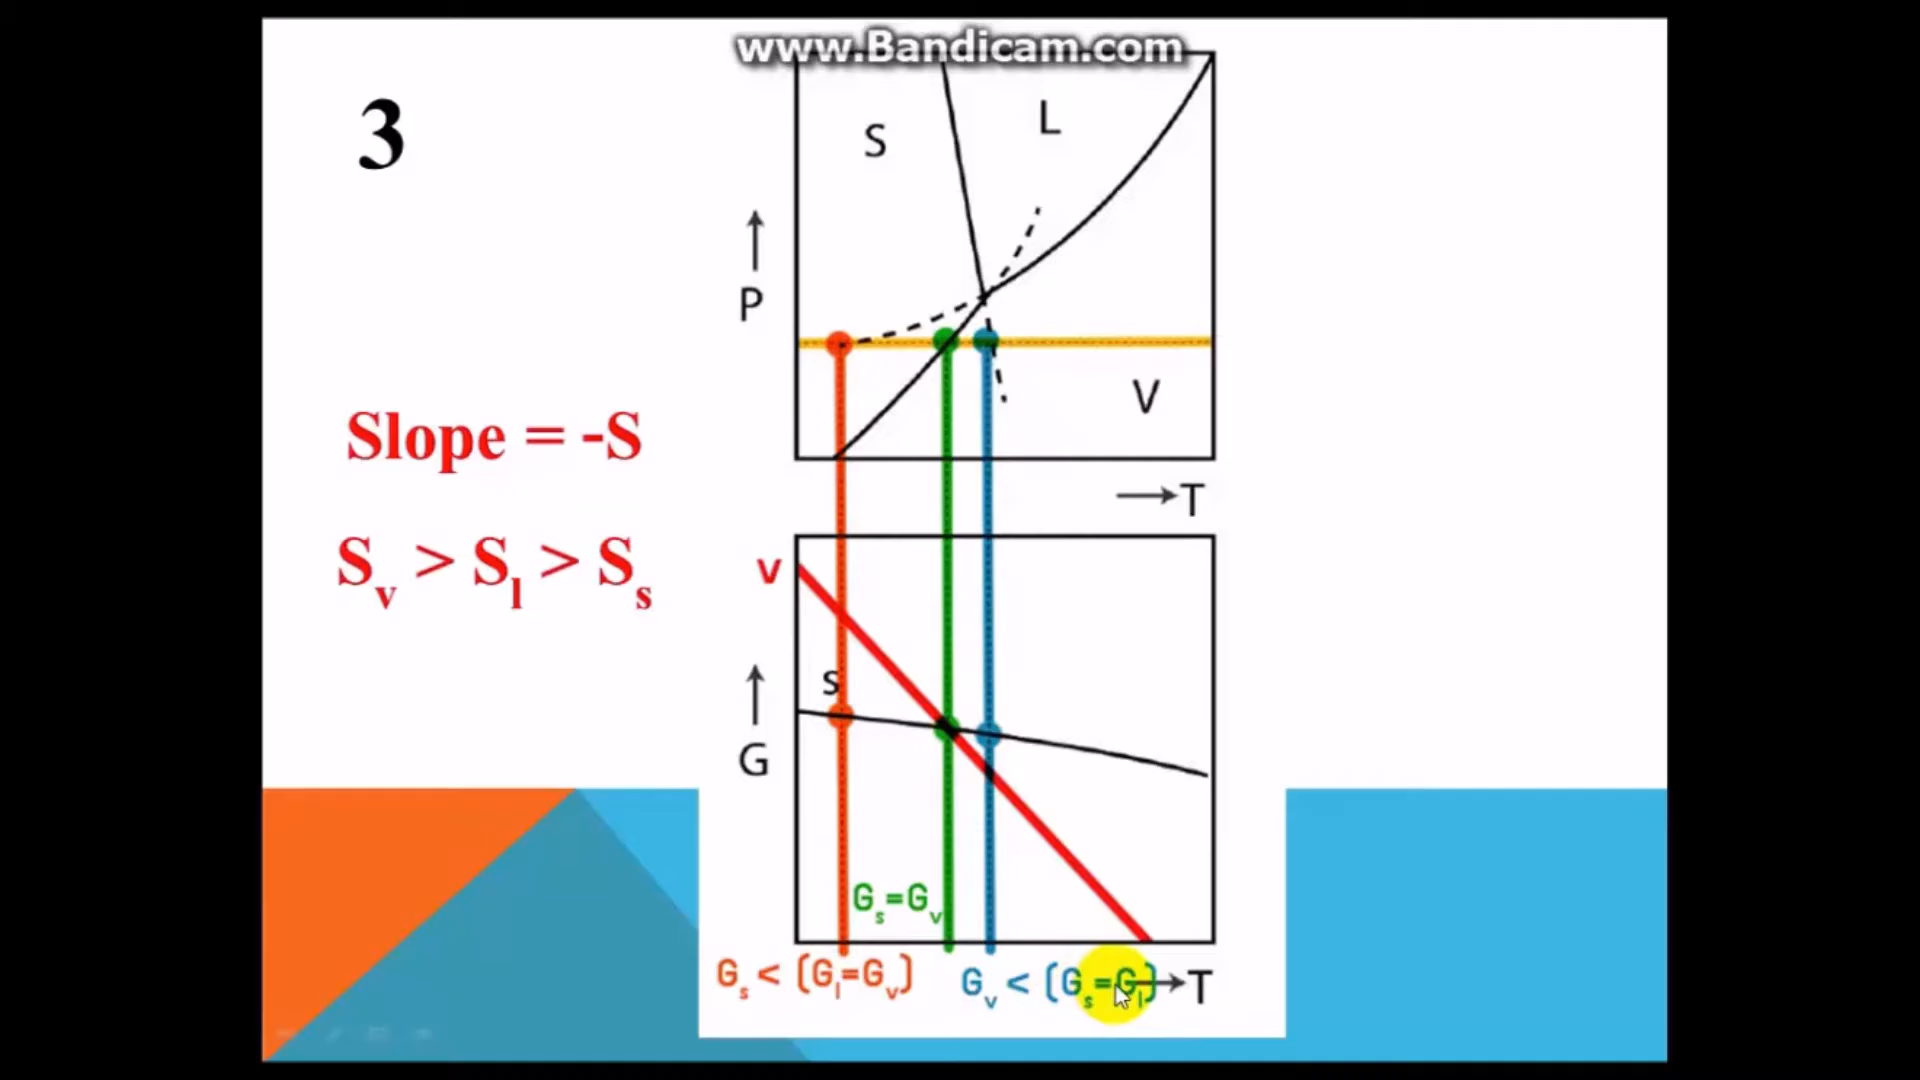 www.Bandicam.com
3
S
L
P
V
T
Slope = -S
Sv > Sl > Ss
v
s
G
Gs=Gv
Gs < (Gl=Gv)
Gv < (Gs=Gl)
T